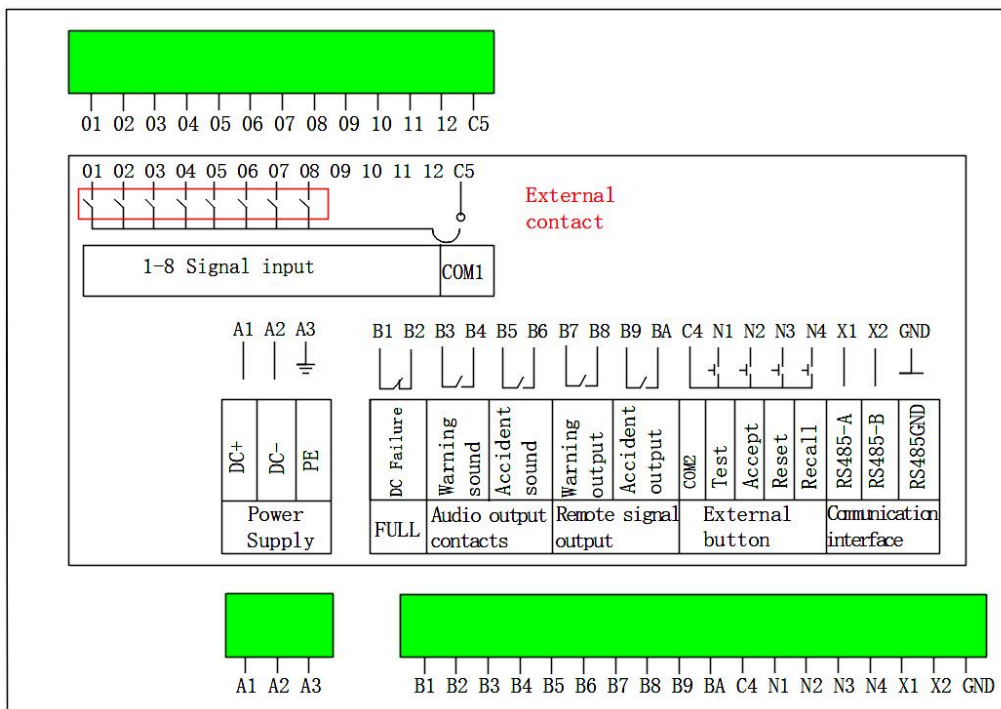 01 02 03 04 05 06 07 08 09 10 11 12 C5
01 02 03 04 05 06 07 08 09 10 11 12 C5
External
contact
1-8 Signal input
COM1
A1 A2 A3
B1 B2 B3 B4 B5 B6 B7 B8 B9 BA C4 N1 N2 N3 N4 X1 X2 GND
DC+
DC-
PE
DC Failure
Warning
sound
Accident
sound
Warning
output
Accident
output
COM2
Test
Accept
Reset
Recall
RS485-A
RS485-B
RS485GND
Power
Supply
FULL
Audio output
contacts
Remote signal
output
External
button
Communication
interface
A1 A2 A3
B1 B2 B3 B4 B5 B6 B7 B8 B9 BA C4 N1 N2 N3 N4 X1 X2 GND